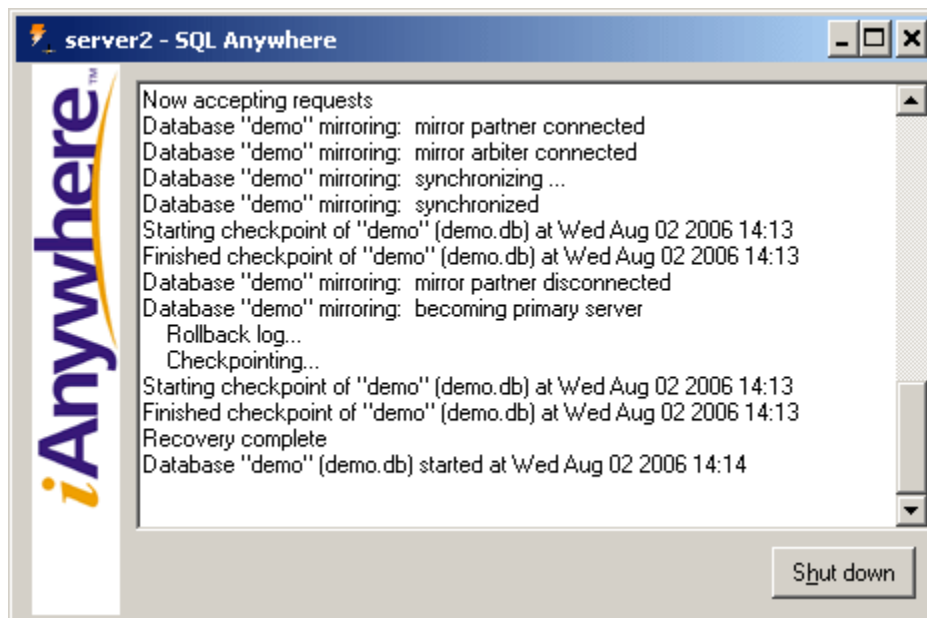 server2 - SQL Anywhere
iAnywhere™
Now accepting requests
Database "demo" mirroring:  mirror partner connected
Database "demo" mirroring:  mirror arbiter connected
Database "demo" mirroring:  synchronizing ...
Database "demo" mirroring:  synchronized
Starting checkpoint of "demo" (demo.db) at Wed Aug 02 2006 14:13
Finished checkpoint of "demo" (demo.db) at Wed Aug 02 2006 14:13
Database "demo" mirroring:  mirror partner disconnected
Database "demo" mirroring:  becoming primary server
Rollback log...
Checkpointing...
Starting checkpoint of "demo" (demo.db) at Wed Aug 02 2006 14:13
Finished checkpoint of "demo" (demo.db) at Wed Aug 02 2006 14:13
Recovery complete
Database "demo" (demo.db) started at Wed Aug 02 2006 14:14
Shut down